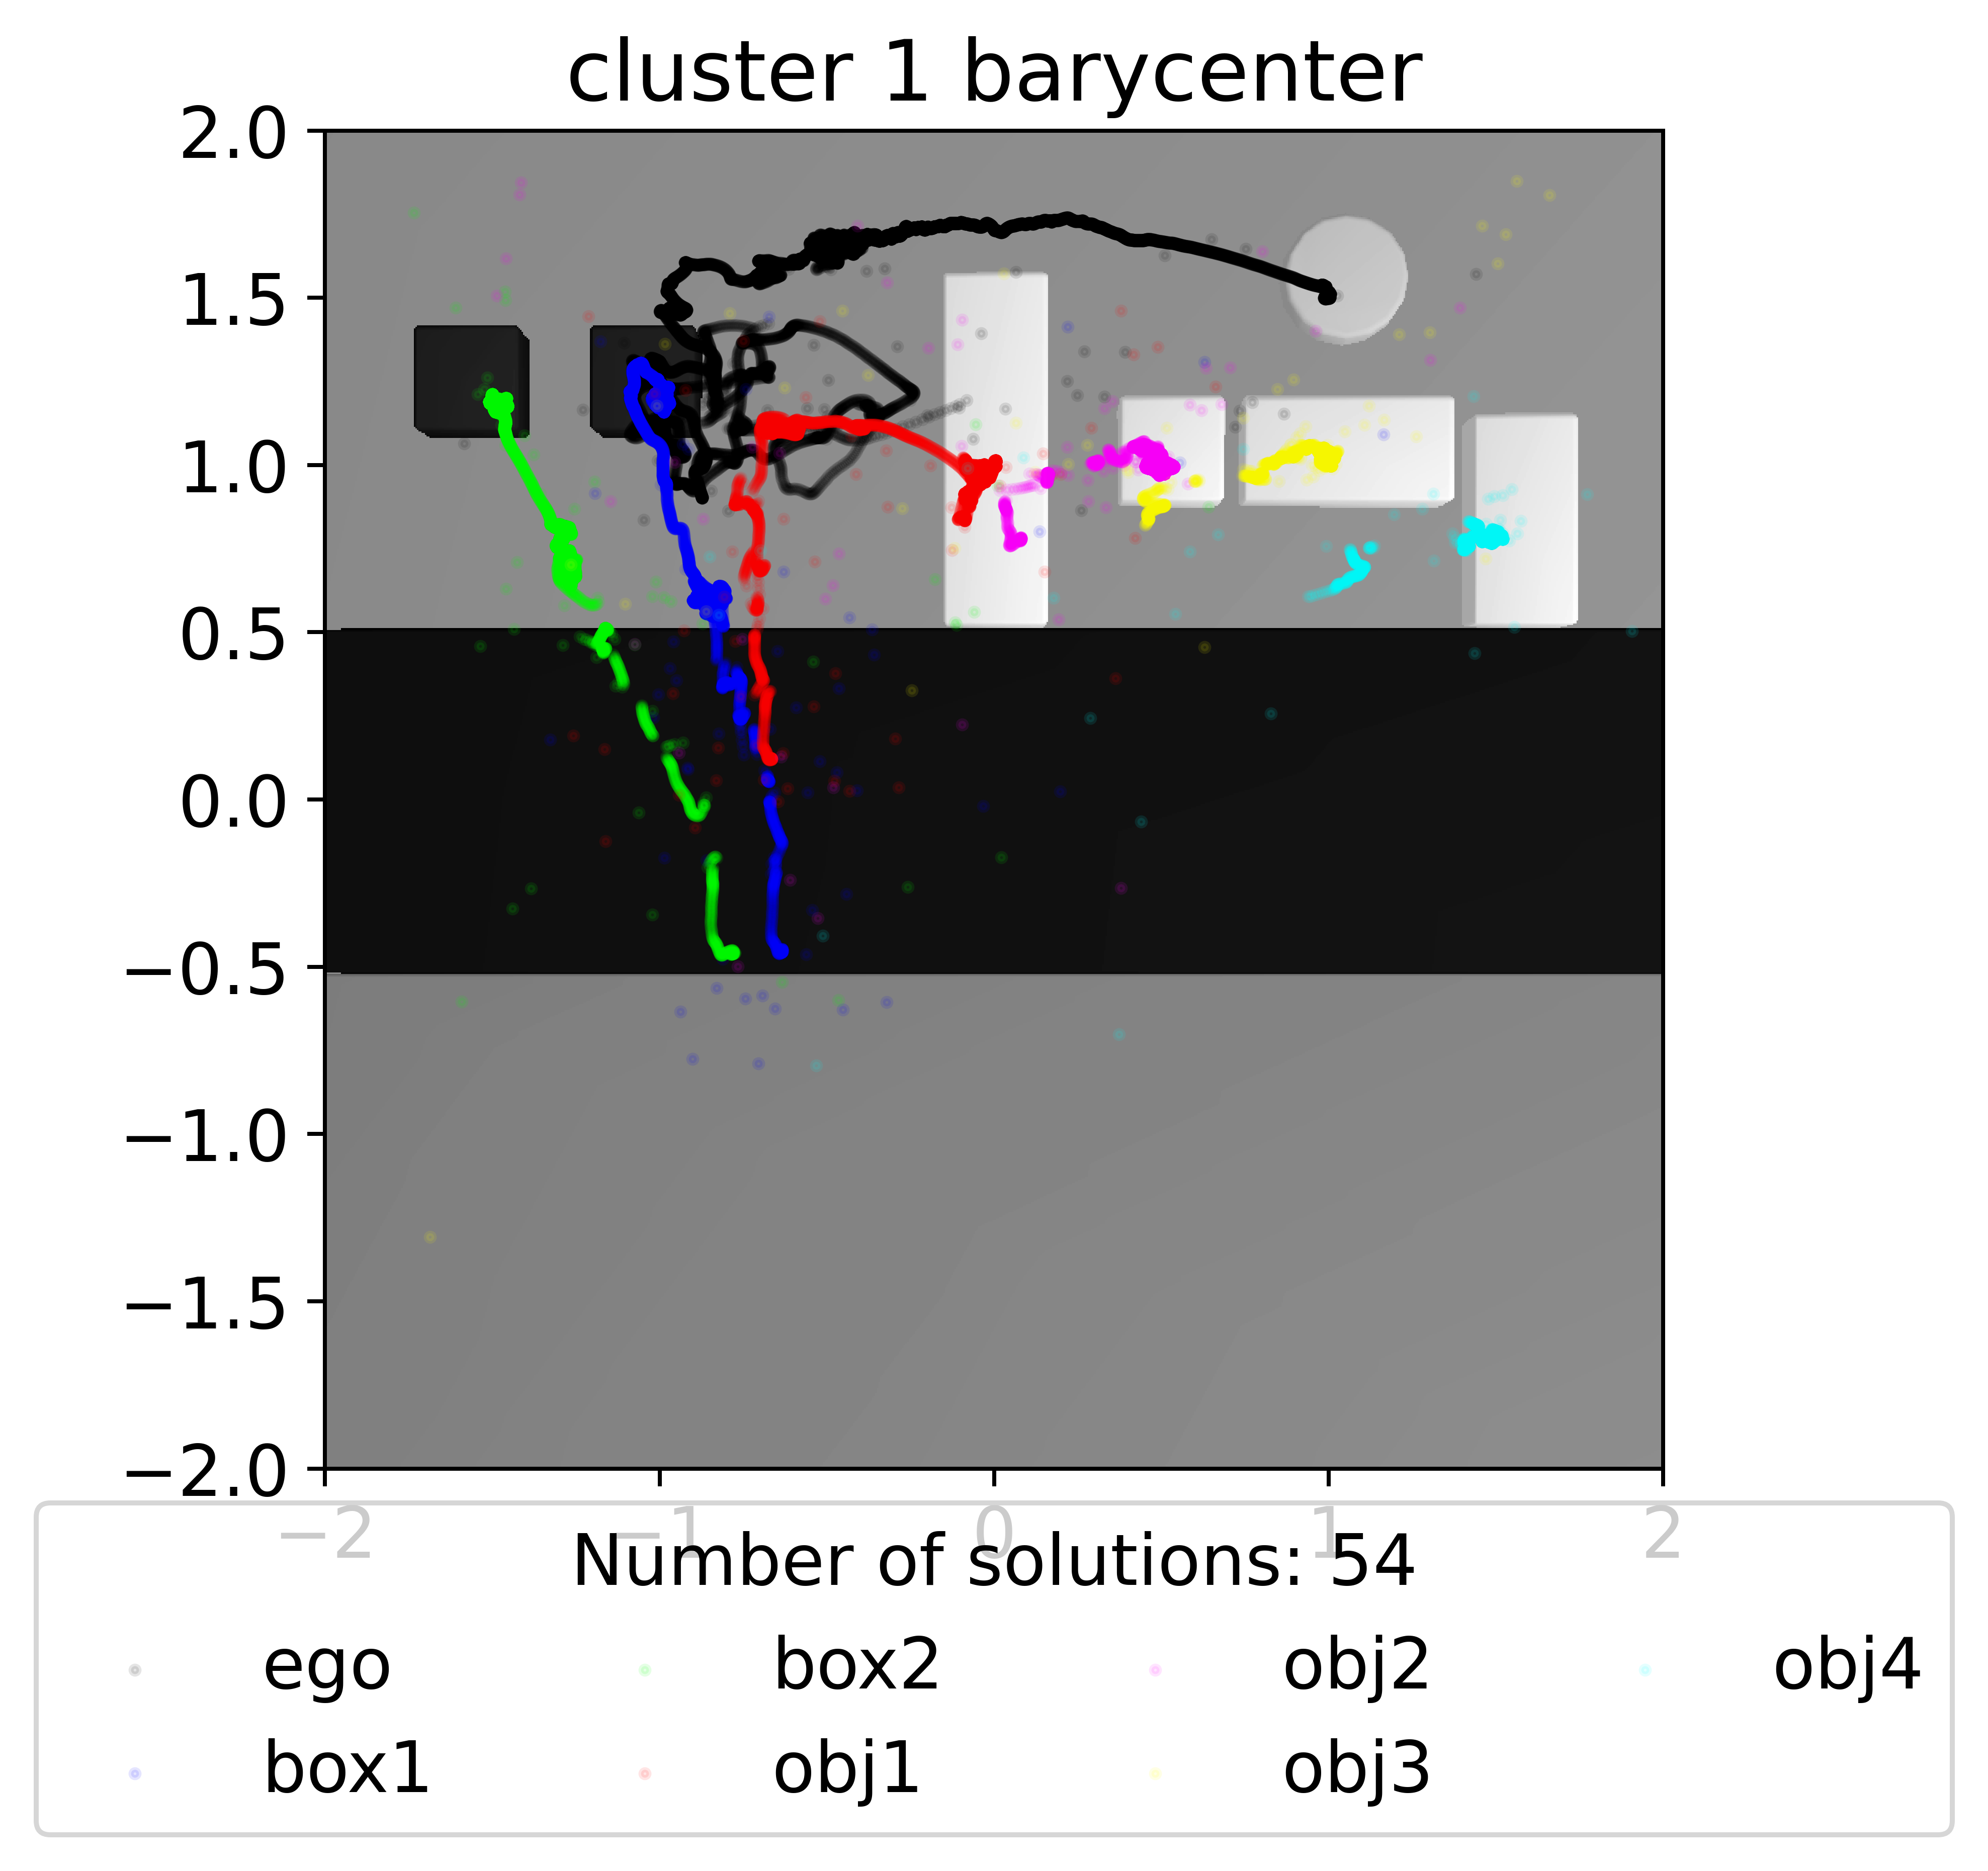 cluster 1 barycenter
2.0
1.5
1.0
0.5
0.0
−0.5
−1.0
−1.5
−2.0
−2 −1 0 1 2
Number of solutions: 54
ego box2 obj2 obj4
box1 obj1 obj3